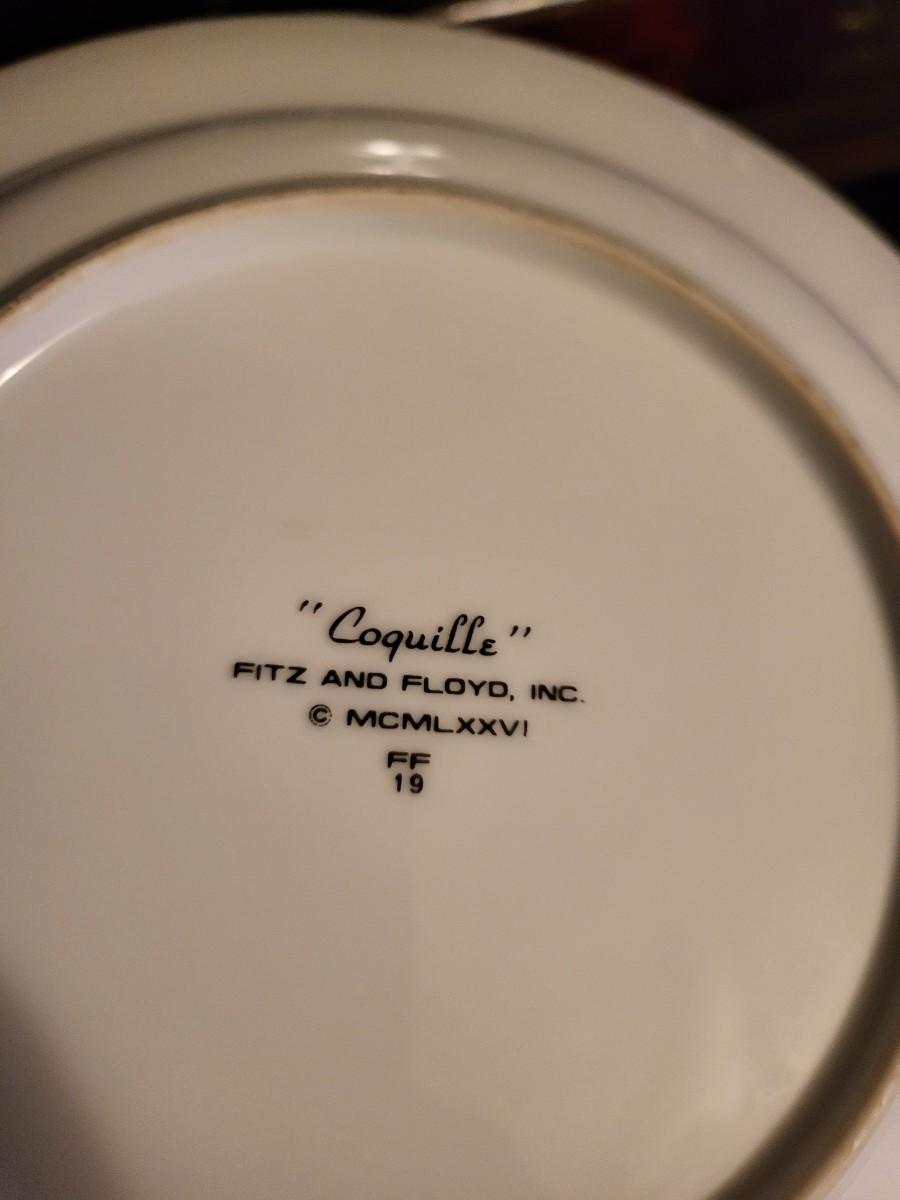 "Coquille"
FITZ AND FLOYD, INC.
© MCMLXXVI
FF
19